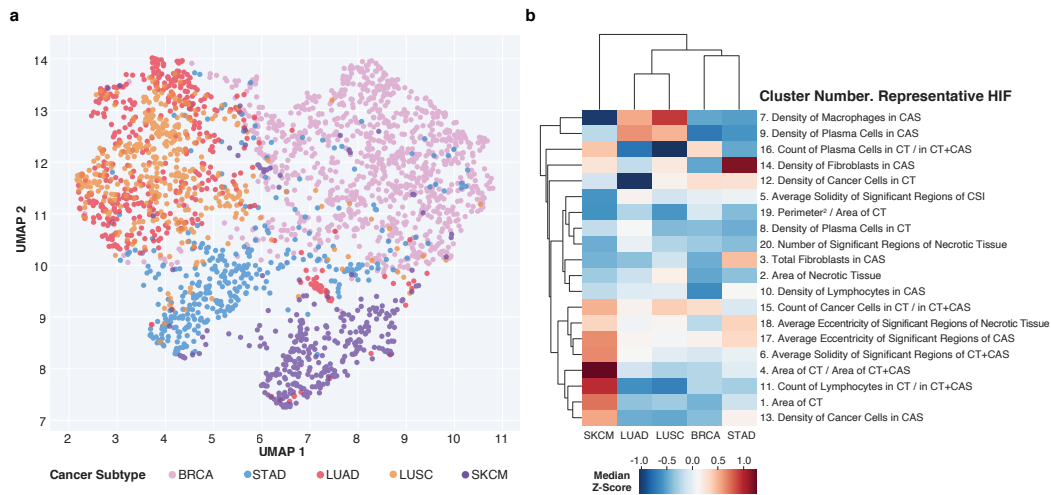 a
14
13
12
11
10
9
8
7
UMAP 2
2 3 4 5 6 7 8 9 10 11
UMAP 1
Cancer Subtype BRCA STAD LUAD LUSC SKCM
b
Cluster Number. Representative HIF
7. Density of Macrophages in CAS
9. Density of Plasma Cells in CAS
16. Count of Plasma Cells in CT / in CT+CAS
14. Density of Fibroblasts in CAS
12. Density of Cancer Cells in CT
5. Average Solidity of Significant Regions of CSI
19. Perimeter² / Area of CT
8. Density of Plasma Cells in CT
20. Number of Significant Regions of Necrotic Tissue
3. Total Fibroblasts in CAS
2. Area of Necrotic Tissue
10. Density of Lymphocytes in CAS
15. Count of Cancer Cells in CT / in CT+CAS
18. Average Eccentricity of Significant Regions of Necrotic Tissue
17. Average Eccentricity of Significant Regions of CAS
6. Average Solidity of Significant Regions of CT+CAS
4. Area of CT / Area of CT+CAS
11. Count of Lymphocytes in CT / in CT+CAS
1. Area of CT
13. Density of Cancer Cells in CAS
SKCM LUAD LUSC BRCA STAD
-1.0 -0.5 0.0 0.5 1.0
Median
Z-Score